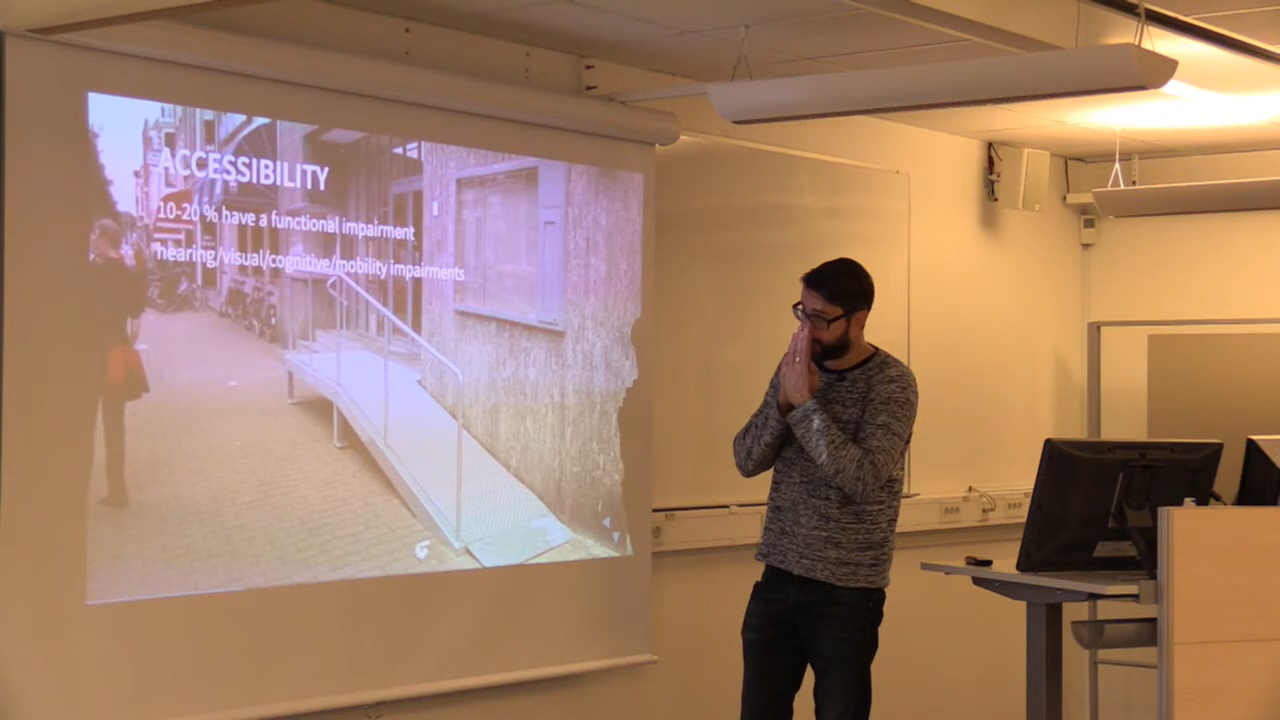 ACCESSIBILITY
10-20 % have a functional impairment
hearing/visual/cognitive/mobility impairments